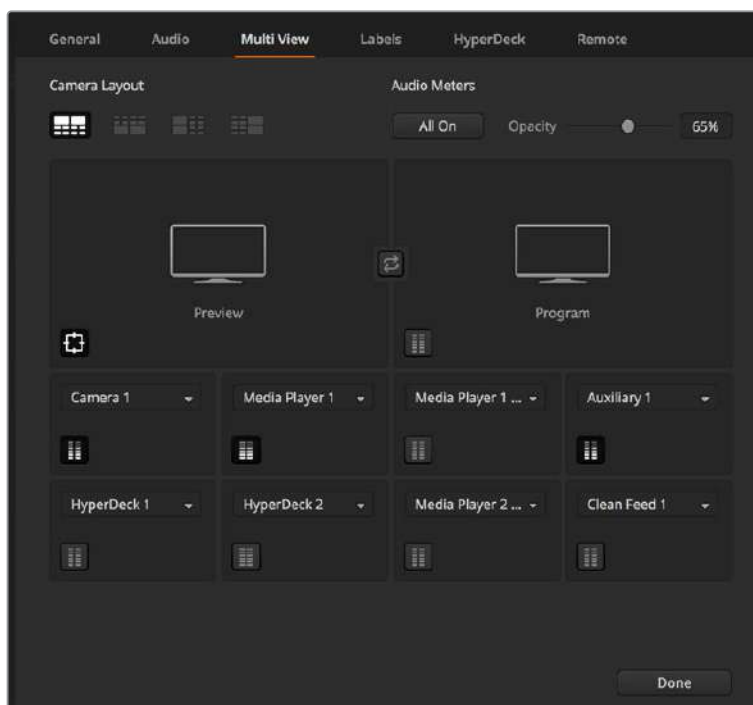 General Audio Multi View Labels HyperDeck Remote
Camera Layout Audio Meters
All On Opacity 65%
Preview Program
Camera 1 Media Player 1 Media Player 1 ... Auxiliary 1
HyperDeck 1 HyperDeck 2 Media Player 2 ... Clean Feed 1
Done